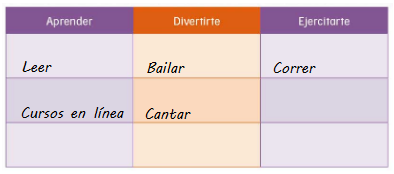 Aprender Divertirte Ejercitarte
Leer Bailar Correr
Cursos en línea Cantar